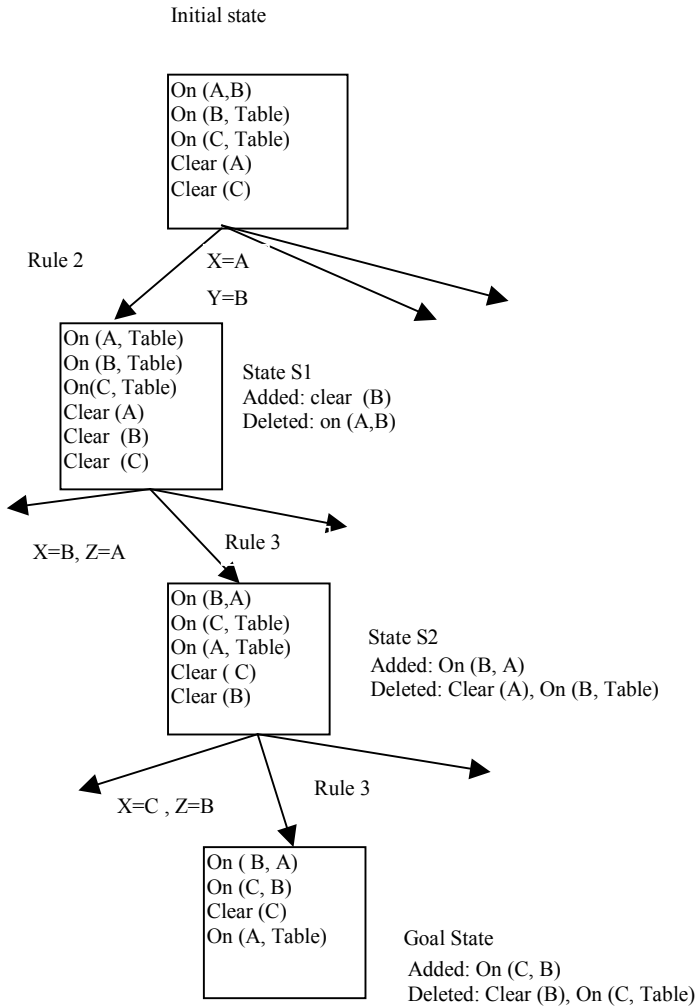 Initial state
On (A,B)
On (B, Table)
On (C, Table)
Clear (A)
Clear (C)
Rule 2
X=A
Y=B
On (A, Table)
On (B, Table)
On(C, Table)
Clear (A)
Clear (B)
Clear (C)
State S1
Added: clear (B)
Deleted: on (A,B)
X=B, Z=A
Rule 3
On (B,A)
On (C, Table)
On (A, Table)
Clear ( C)
Clear (B)
State S2
Added: On (B, A)
Deleted: Clear (A), On (B, Table)
X=C , Z=B
Rule 3
On ( B, A)
On (C, B)
Clear (C)
On (A, Table)
Goal State
Added: On (C, B)
Deleted: Clear (B), On (C, Table)